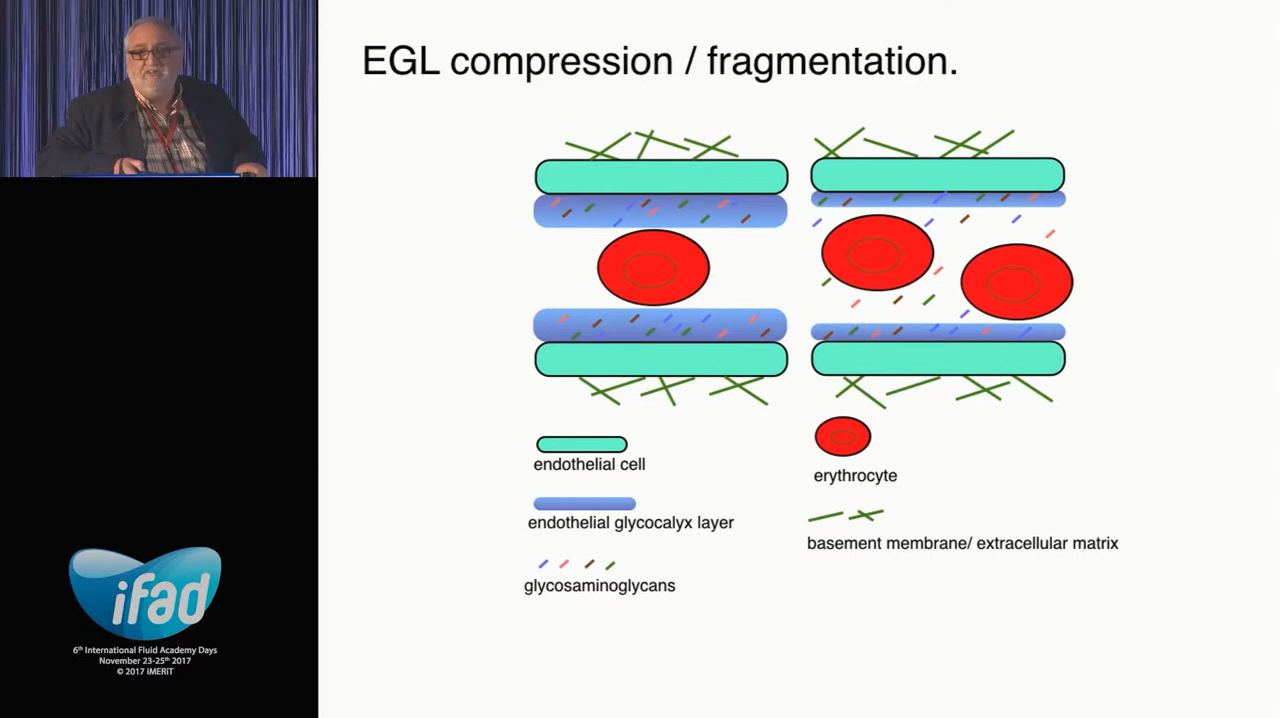 EGL compression / fragmentation.
endothelial cell
erythrocyte
endothelial glycocalyx layer
basement membrane/ extracellular matrix
glycosaminoglycans
ifad
6th International Fluid Academy Days
November 23-25th 2017
© 2017 iMERiT